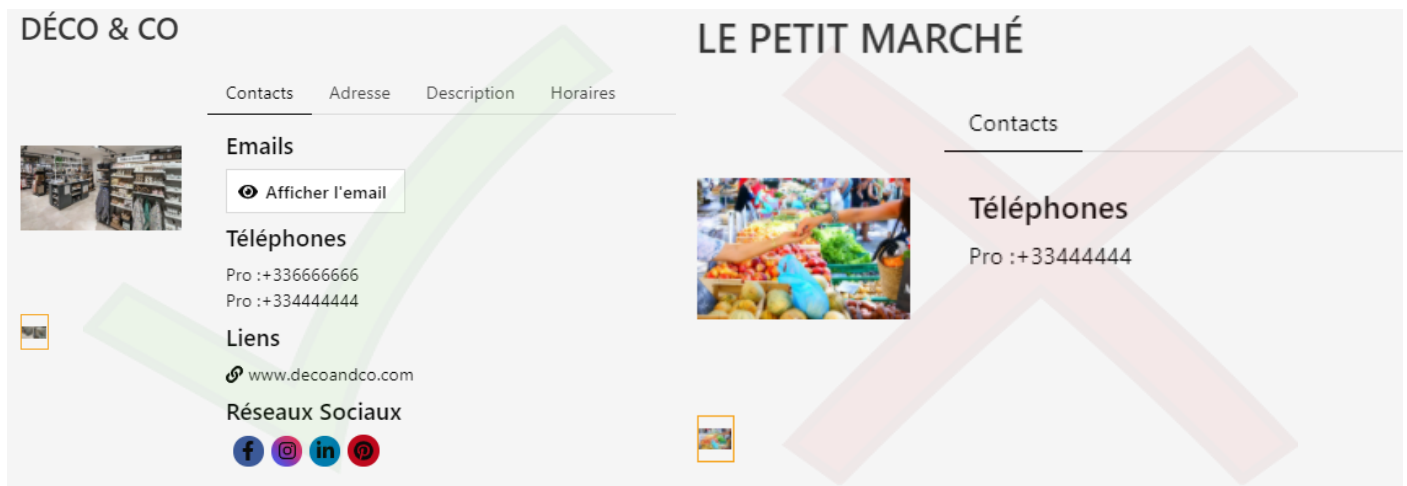 DÉCO & CO
Contacts Adresse Description Horaires
Emails
Afficher l'email
Téléphones
Pro :+336666666
Pro :+334444444
Liens
www.decoandco.com
Réseaux Sociaux
LE PETIT MARCHÉ
Contacts
Téléphones
Pro :+33444444